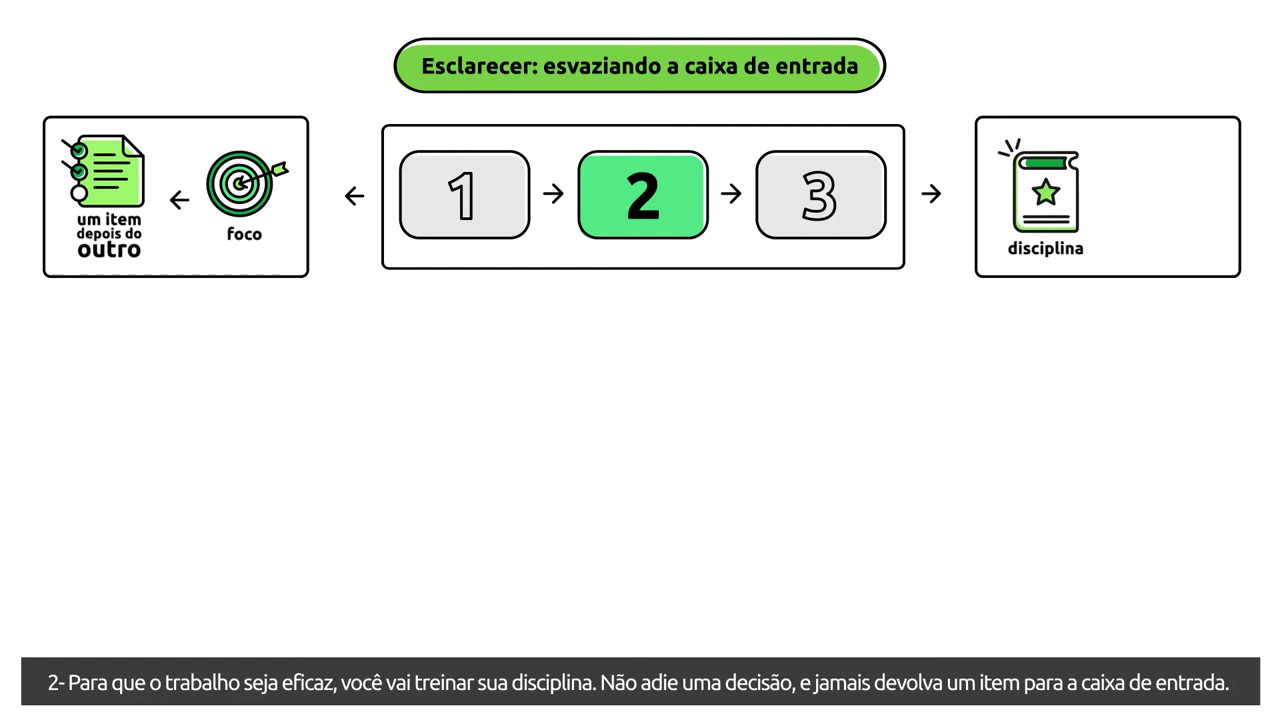 Esclarecer: esvaziando a caixa de entrada
um item
depois do
outro
foco
1
2
3
disciplina
2- Para que o trabalho seja eficaz, você vai treinar sua disciplina. Não adie uma decisão, e jamais devolva um item para a caixa de entrada.